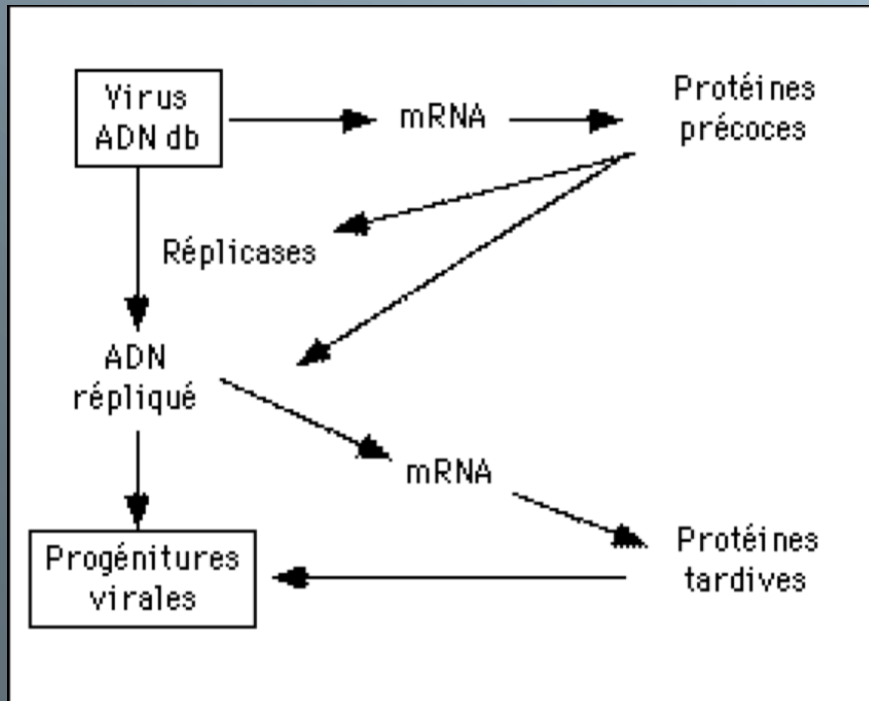 Virus
ADN db
mRNA
Protéines
précoces
Réplicases
ADN
répliqué
mRNA
Protéines
tardives
Progénitures
virales